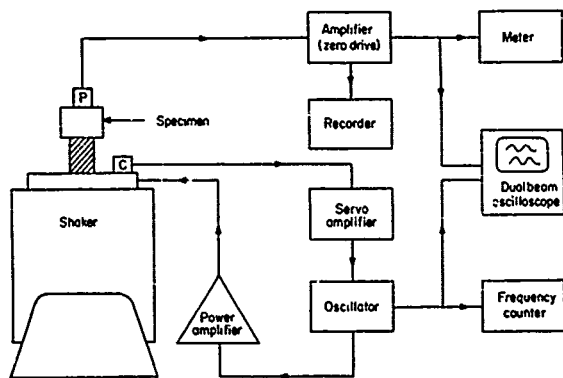 Amplifier
(zero drive)
Meter
P
Specimen
Recorder
C
Dual beam
oscilloscope
Shaker
Servo
amplifier
Power
amplifier
Oscillator
Frequency
counter